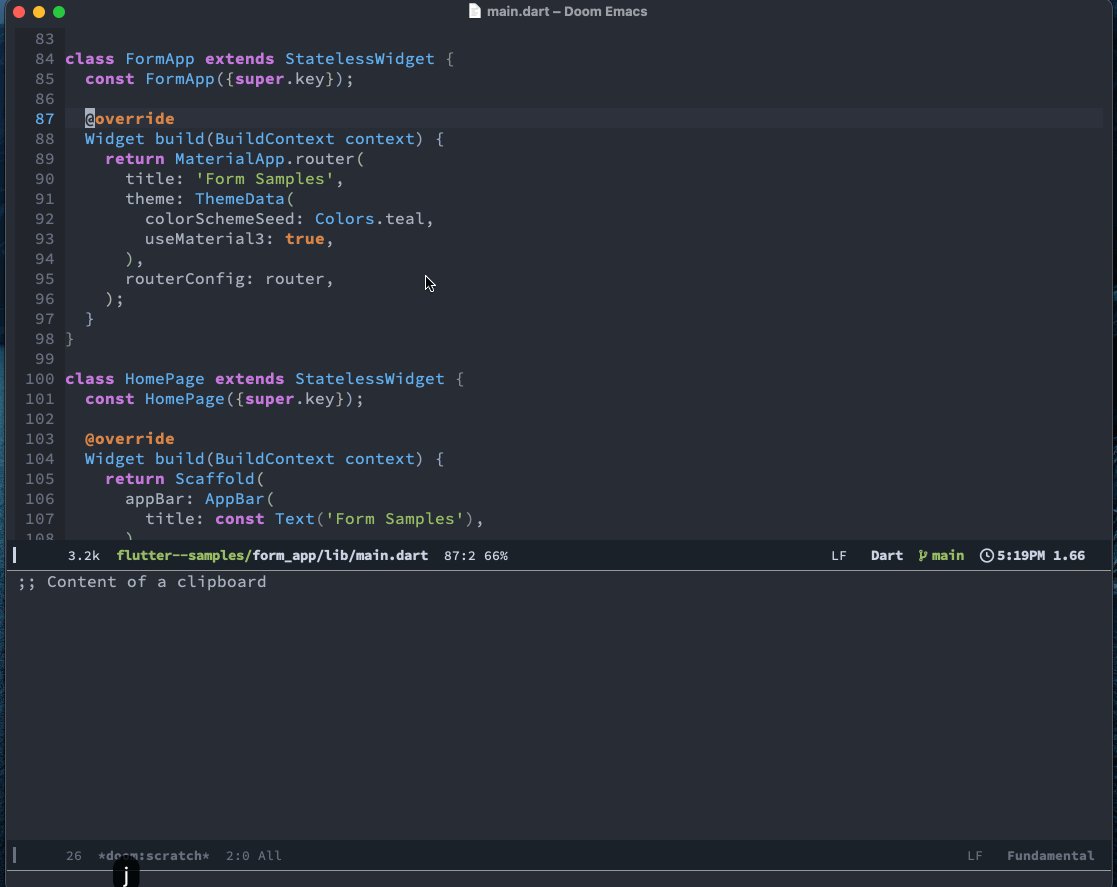 main.dart – Doom Emacs
83
84 class FormApp extends StatelessWidget {
85   const FormApp({super.key});
86
87   @override
88   Widget build(BuildContext context) {
89     return MaterialApp.router(
90       title: 'Form Samples',
91       theme: ThemeData(
92         colorSchemeSeed: Colors.teal,
93         useMaterial3: true,
94       ),
95       routerConfig: router,
96     );
97   }
98 }
99
100 class HomePage extends StatelessWidget {
101   const HomePage({super.key});
102
103   @override
104   Widget build(BuildContext context) {
105     return Scaffold(
106       appBar: AppBar(
107         title: const Text('Form Samples'),
108       )
3.2k flutter--samples/form_app/lib/main.dart 87:2 66% LF Dart main 5:19PM 1.66
;; Content of a clipboard
26 *doom:scratch* 2:0 All LF Fundamental
j